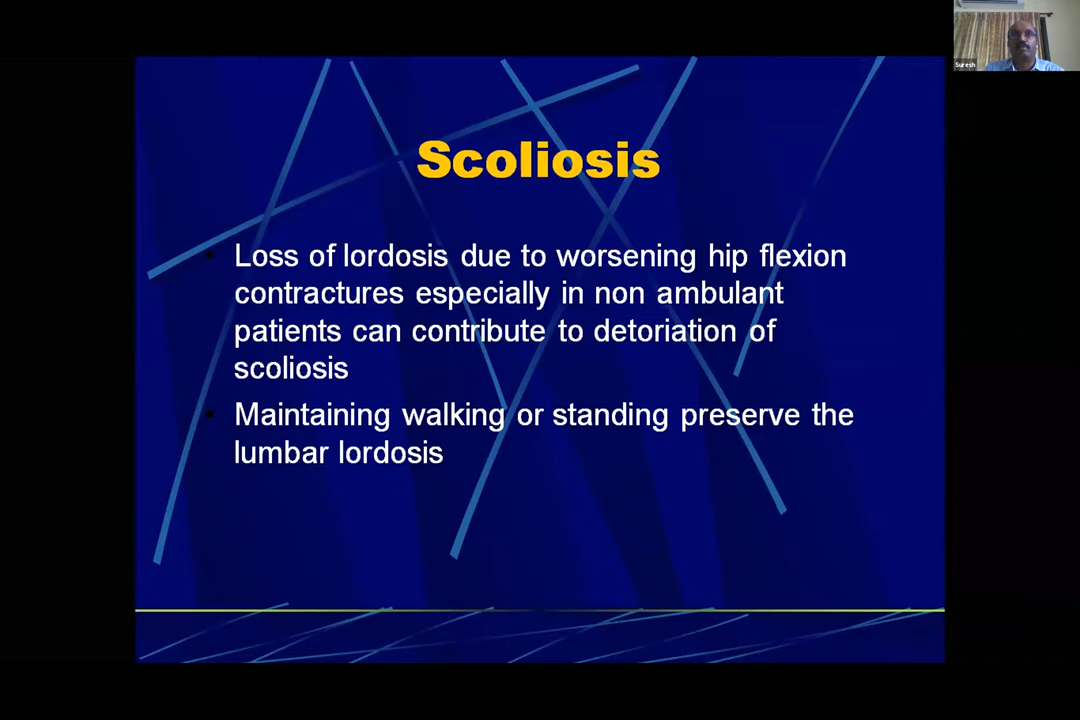 Suresh
Scoliosis
Loss of lordosis due to worsening hip flexion
contractures especially in non ambulant
patients can contribute to detoriation of
scoliosis
Maintaining walking or standing preserve the
lumbar lordosis